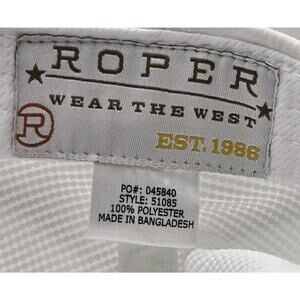 ROPER
WEAR THE WEST
R
EST. 1986
PO#: 045840
STYLE: 51085
100% POLYESTER
MADE IN BANGLADESH